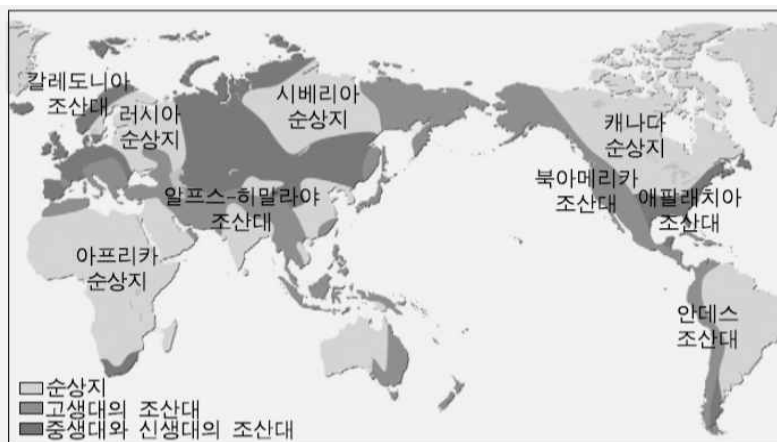 칼레도니아
조산대
러시아
순상지
시베리아
순상지
캐나다
순상지
알프스-히말라야
조산대
북아메리카
조산대
애팔래치아
조산대
아프리카
순상지
안데스
조산대
순상지
고생대의 조산대
중생대와 신생대의 조산대